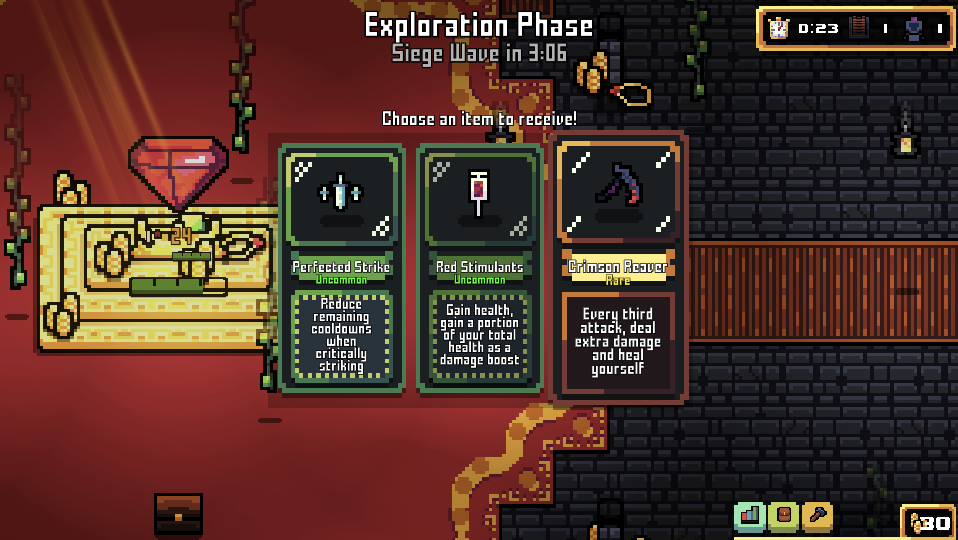 Exploration Phase
Siege Wave in 3:06
0:23
1
1
Choose an item to receive!
24
Perfected Strike
Uncommon
Reduce
remaining
cooldowns
when
critically
striking
Red Stimulants
Uncommon
Gain health,
gain a portion
of your total
health as a
damage boost
Crimson Reaver
Rare
Every third
attack, deal
extra damage
and heal
yourself
30